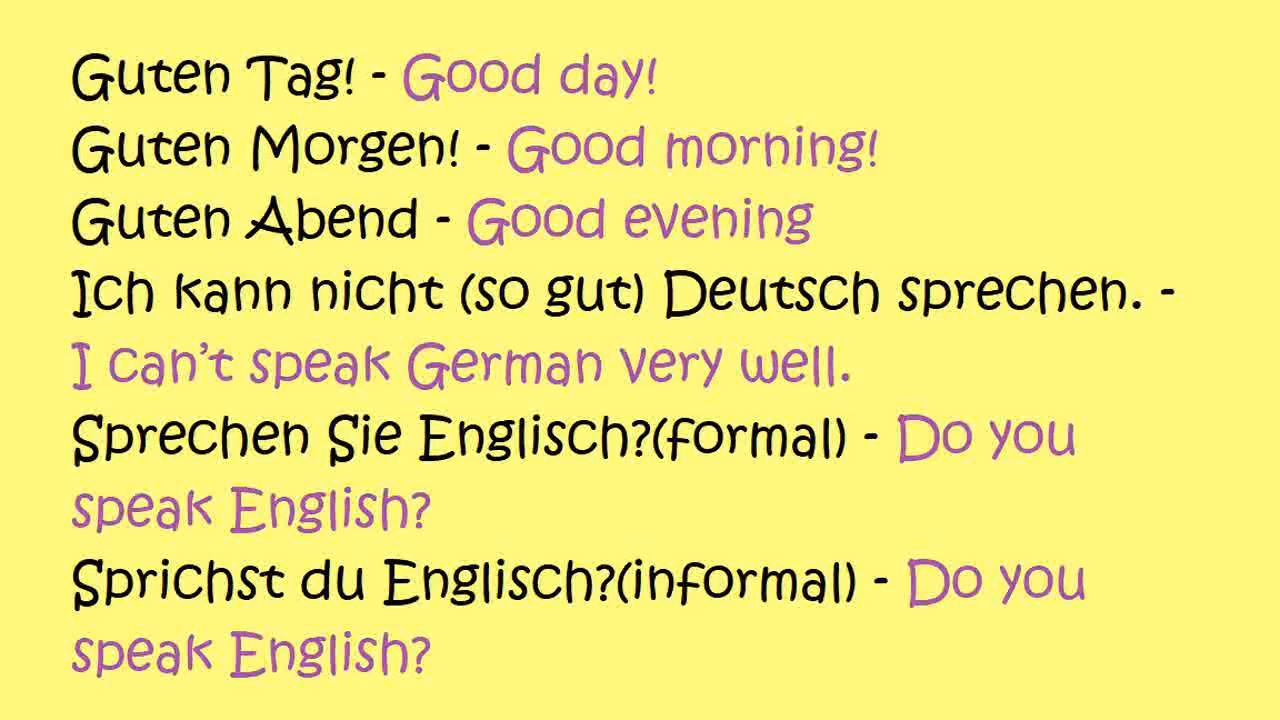 Guten Tag! - Good day!
Guten Morgen! - Good morning!
Guten Abend - Good evening
Ich kann nicht (so gut) Deutsch sprechen. -
I can't speak German very well.
Sprechen Sie Englisch?(formal) - Do you
speak English?
Sprichst du Englisch?(informal) - Do you
speak English?